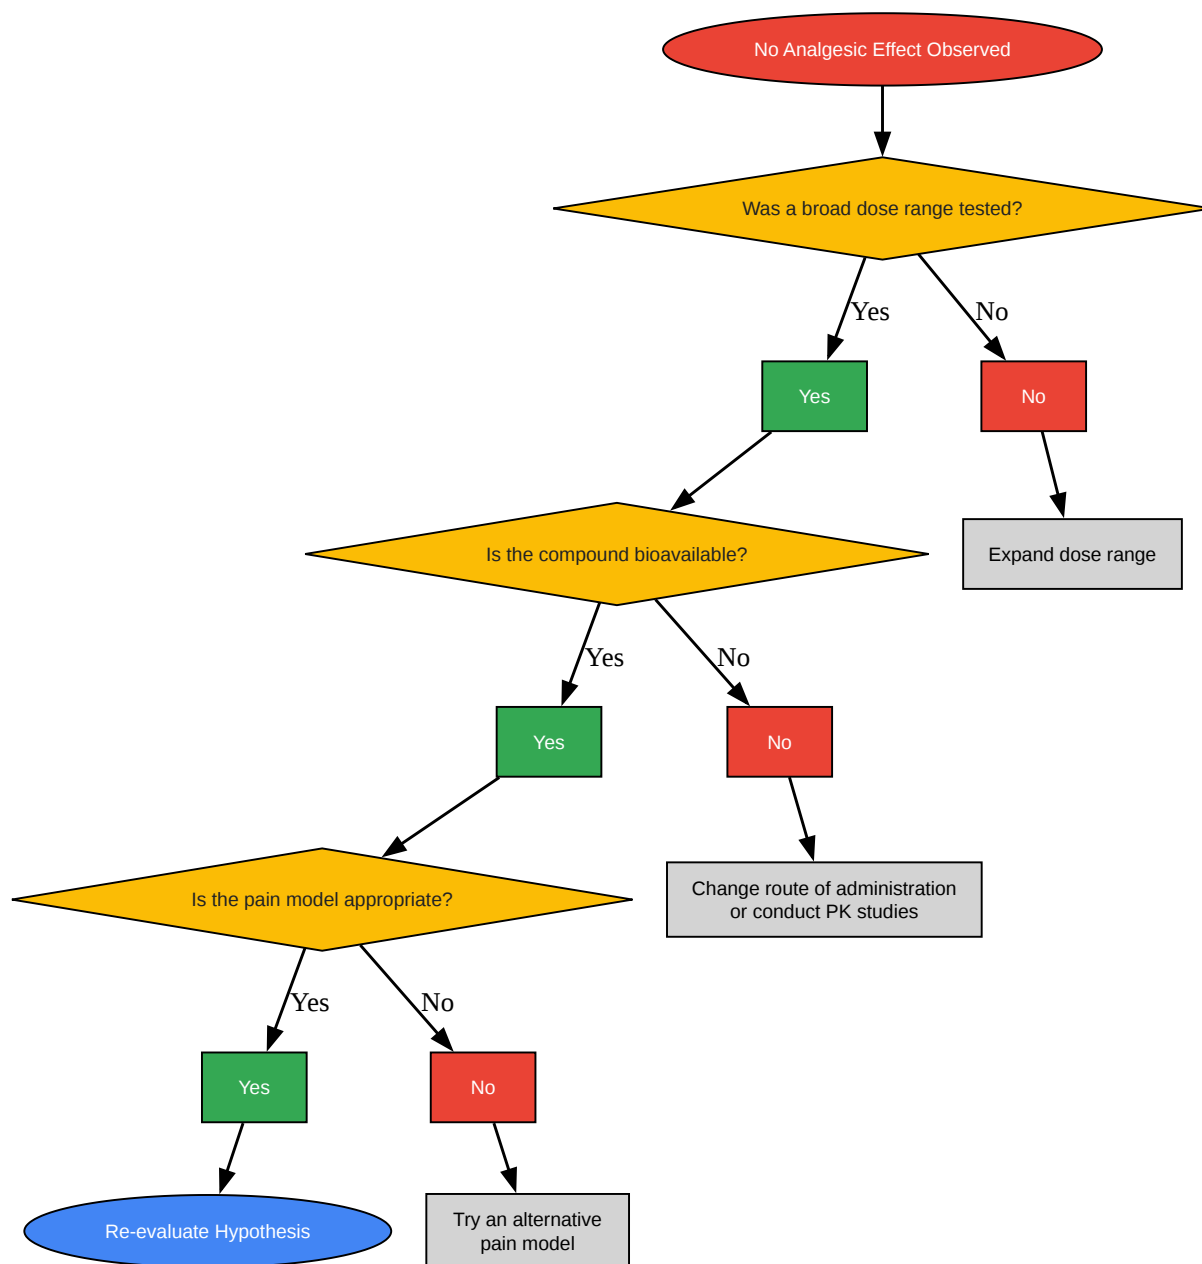 No Analgesic Effect Observed
Was a broad dose range tested?
Yes
No
Yes
No
Is the compound bioavailable?
Expand dose range
Yes
No
Yes
No
Is the pain model appropriate?
Change route of administration
or conduct PK studies
Yes
No
Yes
No
Re-evaluate Hypothesis
Try an alternative
pain model